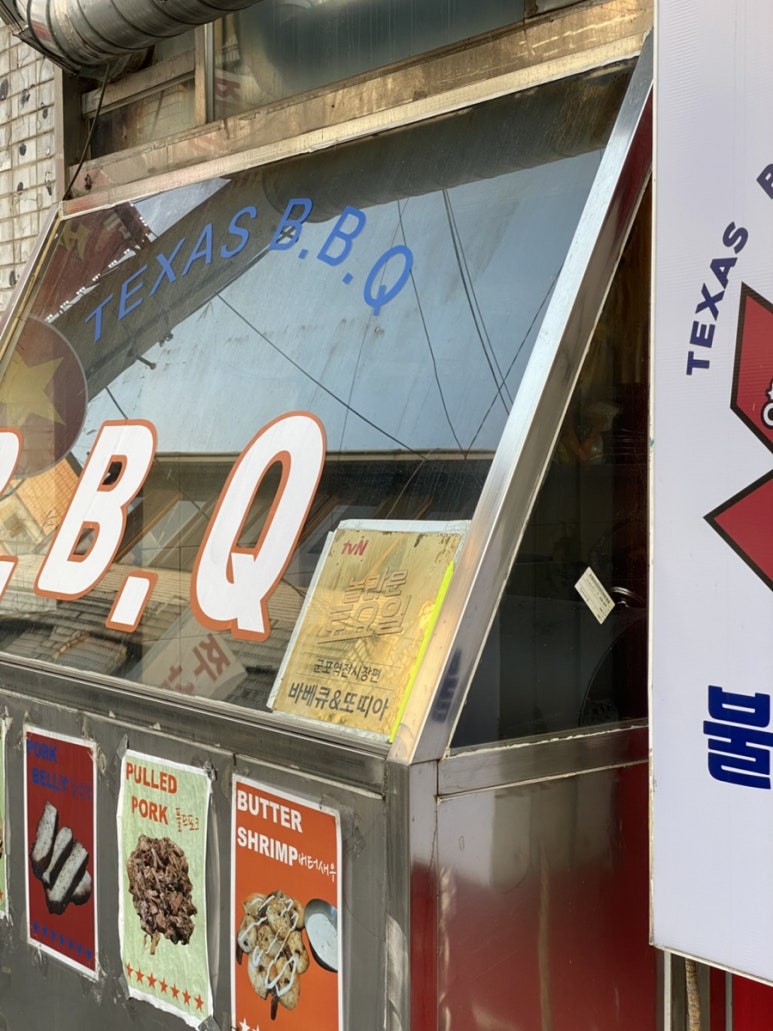 TEXAS B.B.Q
B.Q
tvN
놀라운
토요일
군포역전시장편
바베큐&또띠아
PORK
BELLY
PULLED
PORK 풀드포크
BUTTER
SHRIMP 버터새우
TEXAS